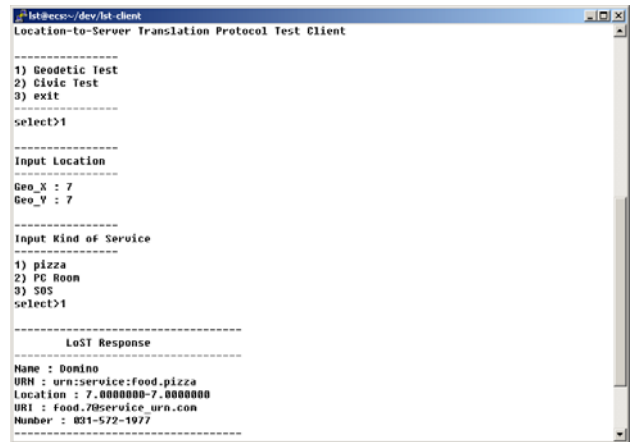 lst@ecs:~/dev/lst-client
Location-to-Server Translation Protocol Test Client
----------------
1) Geodetic Test
2) Civic Test
3) exit
----------------
select>1
----------------
Input Location
----------------
Geo_X : 7
Geo_Y : 7
----------------
Input Kind of Service
----------------
1) pizza
2) PC Room
3) SOS
select>1
-----------------------------------
LoST Response
-----------------------------------
Name : Domino
URN : urn:service:food.pizza
Location : 7.0000000-7.0000000
URI : food.7@service_urn.com
Number : 031-572-1977
-----------------------------------